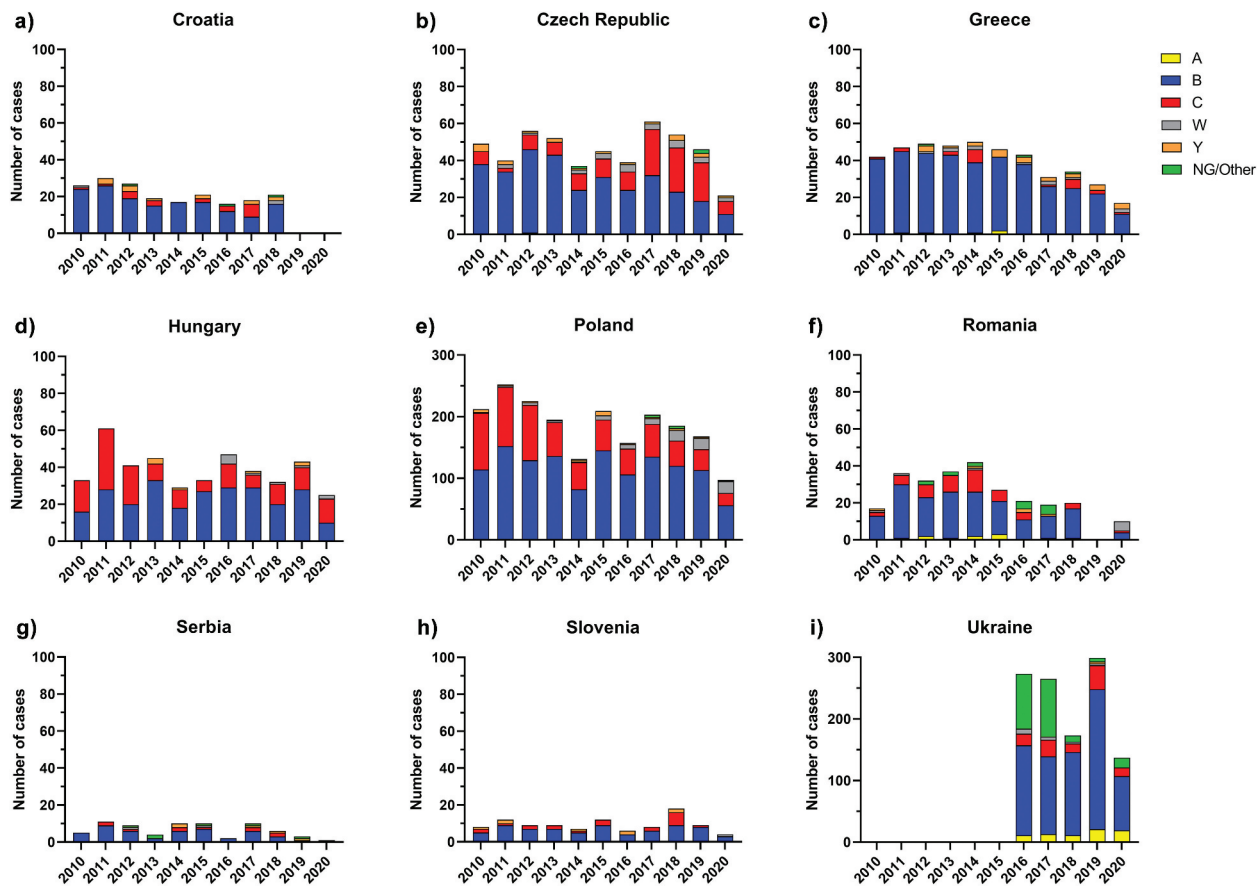 a) Croatia
Number of cases
100
80
60
40
20
0
2010 2011 2012 2013 2014 2015 2016 2017 2018 2019 2020
b) Czech Republic
Number of cases
100
80
60
40
20
0
2010 2011 2012 2013 2014 2015 2016 2017 2018 2019 2020
c) Greece
Number of cases
100
80
60
40
20
0
2010 2011 2012 2013 2014 2015 2016 2017 2018 2019 2020
A
B
C
W
Y
NG/Other
d) Hungary
Number of cases
100
80
60
40
20
0
2010 2011 2012 2013 2014 2015 2016 2017 2018 2019 2020
e) Poland
Number of cases
300
200
100
0
2010 2011 2012 2013 2014 2015 2016 2017 2018 2019 2020
f) Romania
Number of cases
100
80
60
40
20
0
2010 2011 2012 2013 2014 2015 2016 2017 2018 2019 2020
g) Serbia
Number of cases
100
80
60
40
20
0
2010 2011 2012 2013 2014 2015 2016 2017 2018 2019 2020
h) Slovenia
Number of cases
100
80
60
40
20
0
2010 2011 2012 2013 2014 2015 2016 2017 2018 2019 2020
i) Ukraine
Number of cases
300
200
100
0
2010 2011 2012 2013 2014 2015 2016 2017 2018 2019 2020